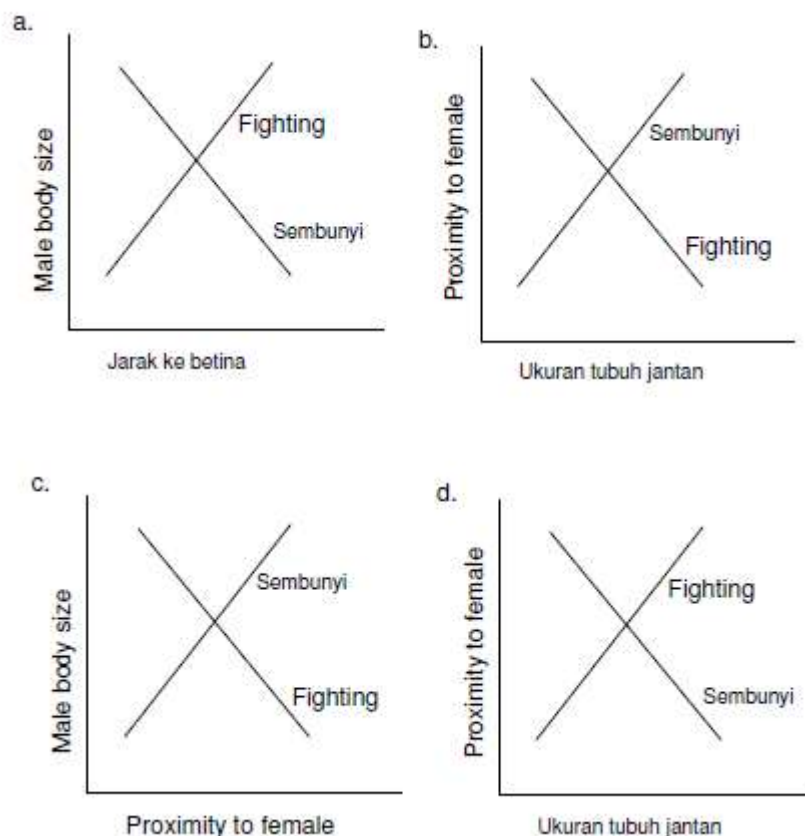 a.
Male body size
Fighting
Sembunyi
Jarak ke betina
b.
Proximity to female
Sembunyi
Fighting
Ukuran tubuh jantan
c.
Male body size
Sembunyi
Fighting
Proximity to female
d.
Proximity to female
Fighting
Sembunyi
Ukuran tubuh jantan